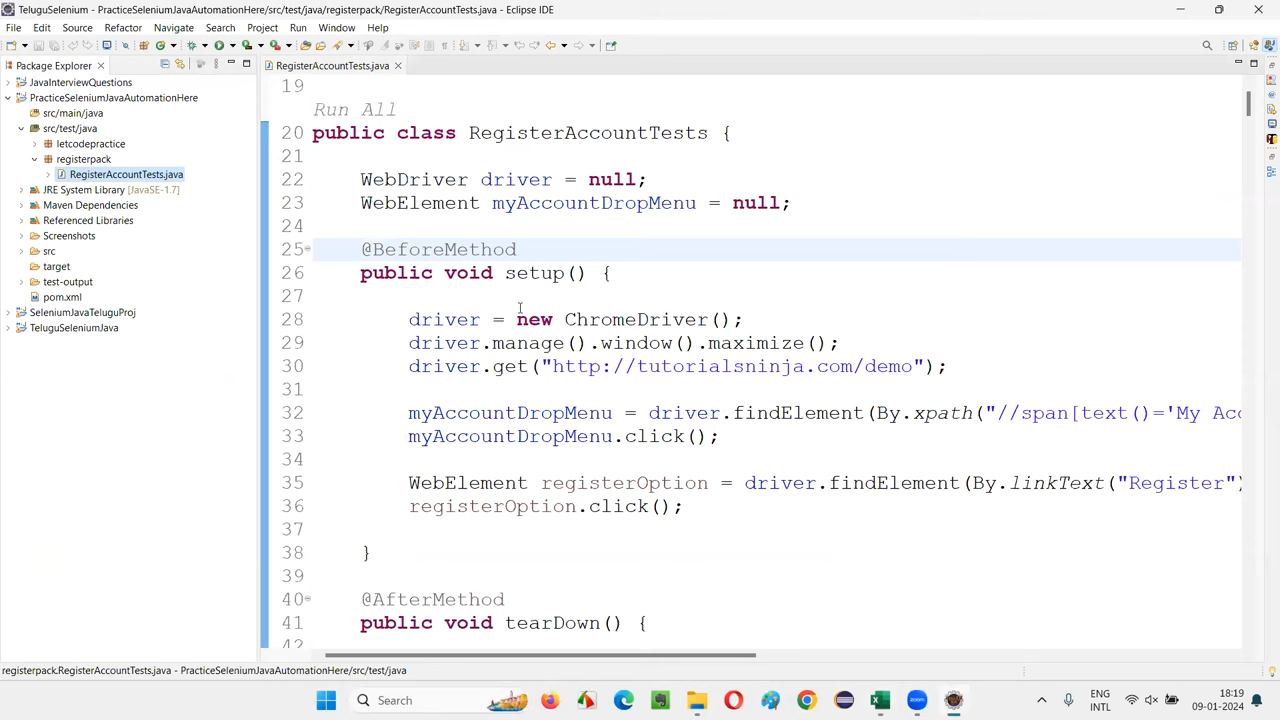 TeluguSelenium - PracticeSeleniumJavaAutomationHere/src/test/java/registerpack/RegisterAccountTests.java - Eclipse IDE
File Edit Source Refactor Navigate Search Project Run Window Help
Package Explorer
JavaInterviewQuestions
PracticeSeleniumJavaAutomationHere
src/main/java
src/test/java
letcodepractice
registerpack
RegisterAccountTests.java
JRE System Library [JavaSE-1.7]
Maven Dependencies
Referenced Libraries
Screenshots
src
target
test-output
pom.xml
SeleniumJavaTeluguProj
TeluguSeleniumJava
RegisterAccountTests.java
19
Run All
20 public class RegisterAccountTests {
21
22 WebDriver driver = null;
23 WebElement myAccountDropMenu = null;
24
25 @BeforeMethod
26 public void setup() {
27
28 driver = new ChromeDriver();
29 driver.manage().window().maximize();
30 driver.get("http://tutorialsninja.com/demo");
31
32 myAccountDropMenu = driver.findElement(By.xpath("//span[text()='My Acc
33 myAccountDropMenu.click();
34
35 WebElement registerOption = driver.findElement(By.linkText("Register")
36 registerOption.click();
37
38 }
39
40 @AfterMethod
41 public void tearDown() {
42
registerpack.RegisterAccountTests.java - PracticeSeleniumJavaAutomationHere/src/test/java
Search
ENG
INTL
18:19
09-01-2024